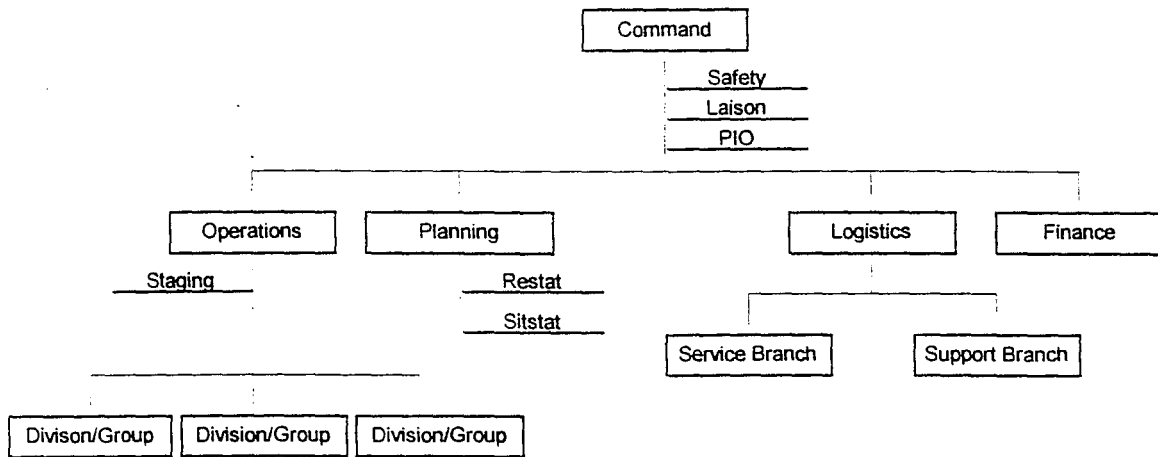 Command
Safety
Laison
PIO
Operations
Planning
Logistics
Finance
Staging
Restat
Sitstat
Service Branch
Support Branch
Divison/Group
Division/Group
Division/Group